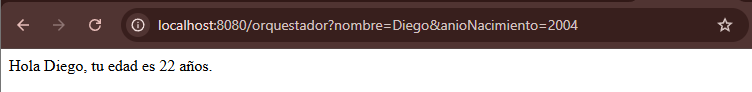 localhost:8080/orquestador?nombre=Diego&anioNacimiento=2004
Hola Diego, tu edad es 22 años.